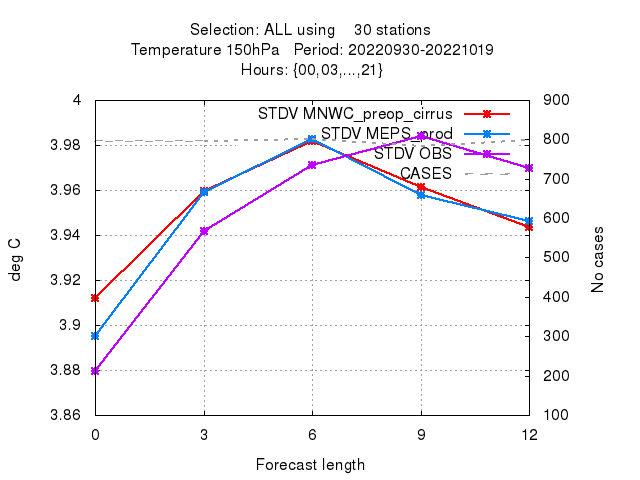 Selection: ALL using    30 stations
Temperature 150hPa   Period: 20220930-20221019
Hours: {00,03,...,21}
4
3.98
3.96
3.94
3.92
3.9
3.88
3.86
deg C
STDV MNWC_preop_cirrus
STDV MEPS_prod
STDV OBS
CASES
900
800
700
600
500
400
300
200
100
No cases
0 3 6 9 12
Forecast length